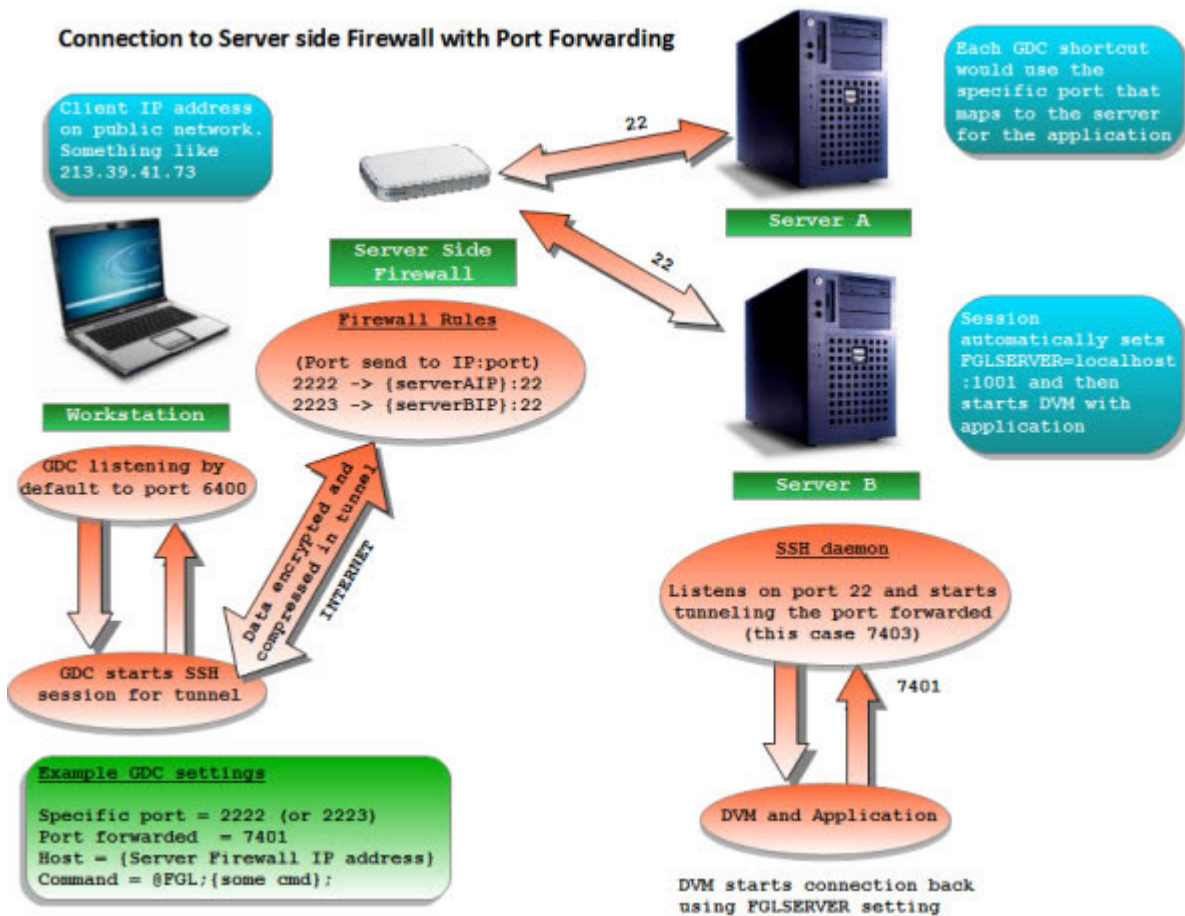 Connection to Server side Firewall with Port Forwarding
Client IP address
on public network.
Something like
213.39.41.73
Each GDC shortcut
would use the
specific port that
maps to the server
for the application
22
Server A
Server Side
Firewall
22
Firewall Rules
(Port send to IP:port)
2222 -> {serverAIP}:22
2223 -> {serverBIP}:22
Session
automatically sets
FGLSERVER=localhost
:1001 and then
starts DVM with
application
Workstation
GDC listening by
default to port 6400
Server B
Data encrypted and
compressed in tunnel
INTERNET
SSH daemon
Listens on port 22 and starts
tunneling the port forwarded
(this case 7403)
GDC starts SSH
session for tunnel
7401
Example GDC settings
Specific port = 2222 (or 2223)
Port forwarded = 7401
Host = {Server Firewall IP address}
Command = @FGL;{some cmd};
DVM and Application
DVM starts connection back
using FGLSERVER setting